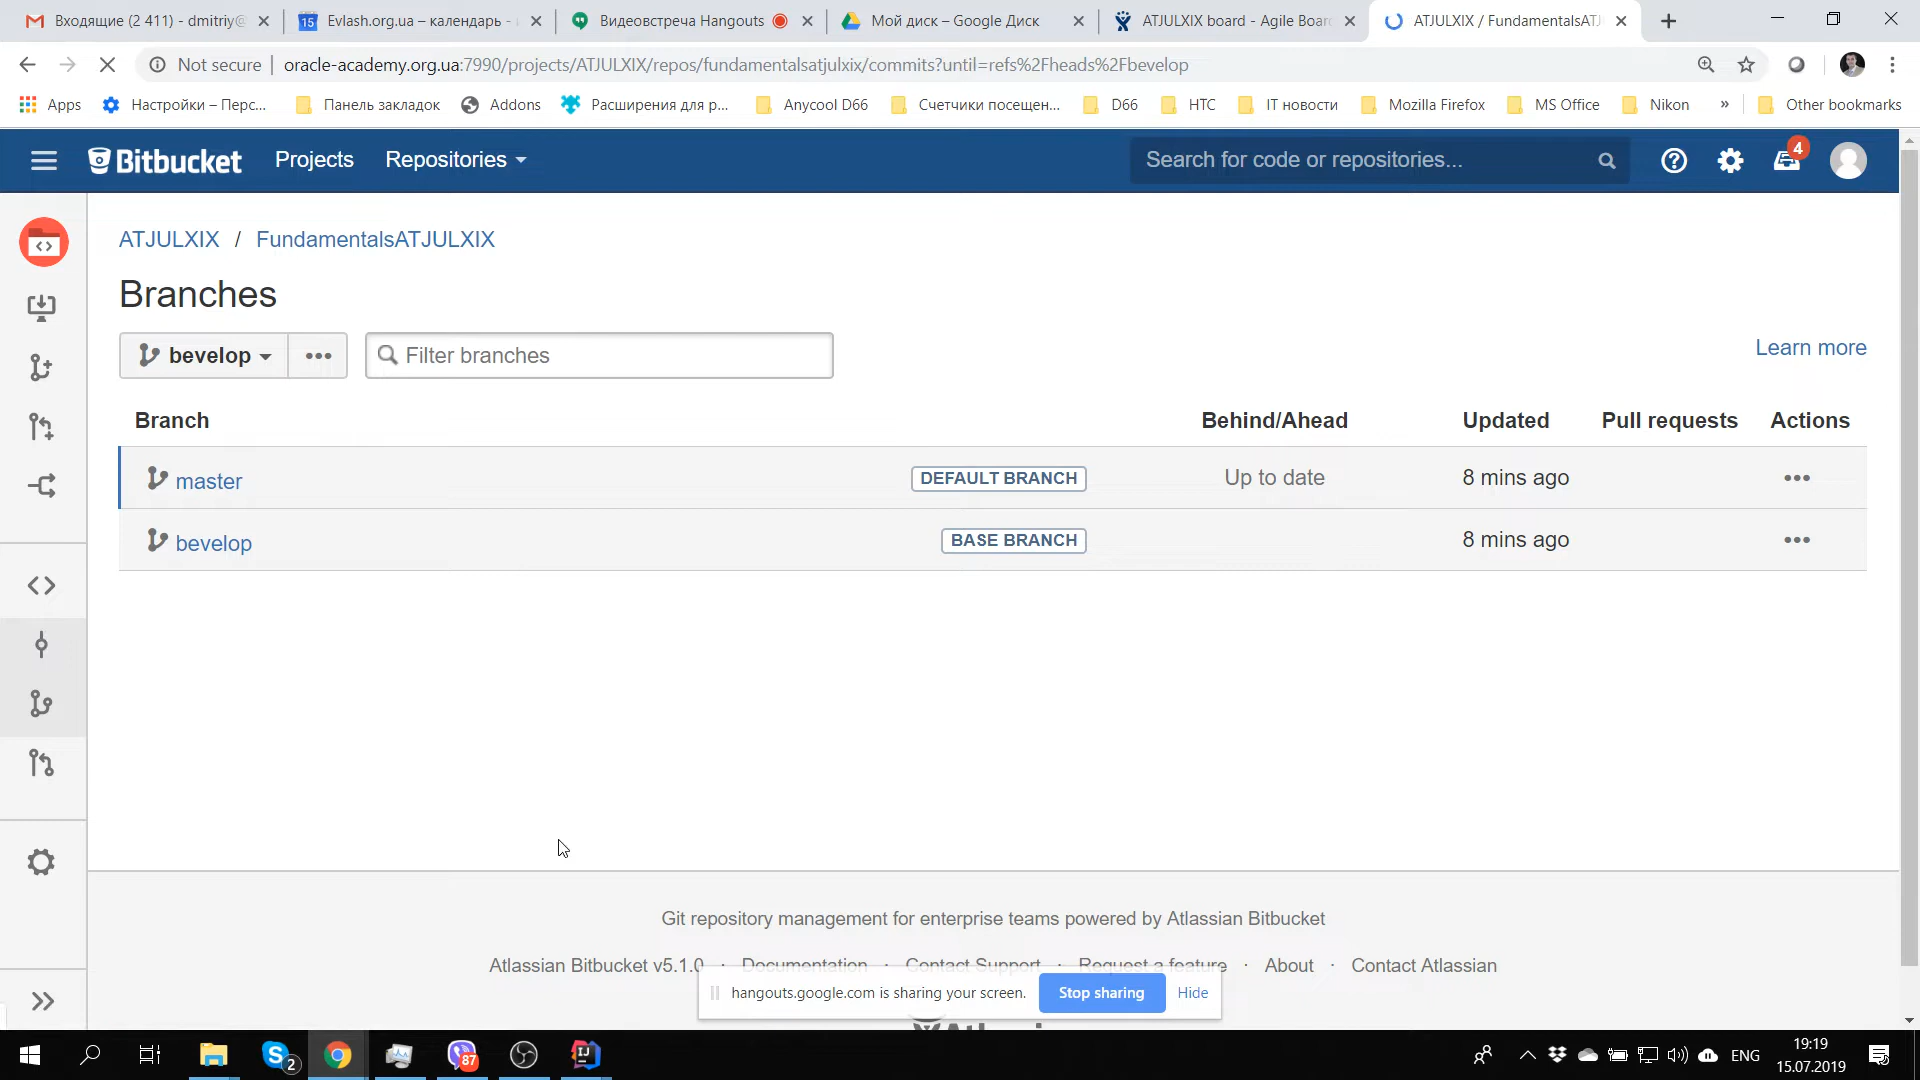 Входящие (2 411) - dmitriy@
Evlash.org.ua – календарь -
Видеовстреча Hangouts
Мой диск – Google Диск
ATJULXIX board - Agile Boar
ATJULXIX / FundamentalsATJ
Not secure
oracle-academy.org.ua:7990/projects/ATJULXIX/repos/fundamentalsatjulxix/commits?until=refs%2Fheads%2Fbevelop
Apps
Настройки – Перс...
Панель закладок
Addons
Расширения для р...
Anycool D66
Счетчики посещен...
D66
HTC
IT новости
Mozilla Firefox
MS Office
Nikon
»
Other bookmarks
Bitbucket
Projects
Repositories
Search for code or repositories...
4
ATJULXIX / FundamentalsATJULXIX
Branches
bevelop
Filter branches
Learn more
Branch Behind/Ahead Updated Pull requests Actions
master DEFAULT BRANCH Up to date 8 mins ago
bevelop BASE BRANCH 8 mins ago
Git repository management for enterprise teams powered by Atlassian Bitbucket
Atlassian Bitbucket v5.1.0 · Documentation · Contact Support · Request a feature · About · Contact Atlassian
hangouts.google.com is sharing your screen.
Stop sharing
Hide
2
87
ENG
19:19
15.07.2019